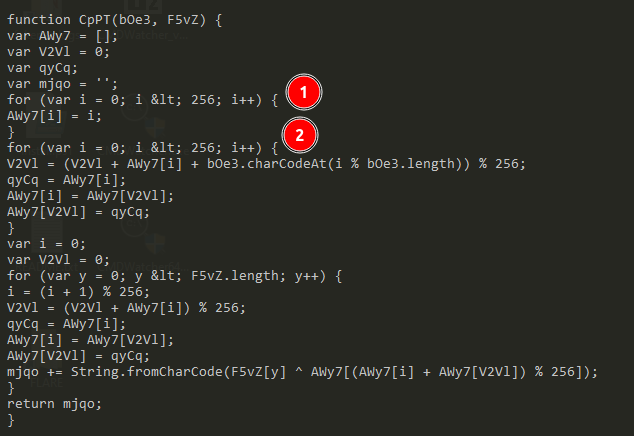 function CpPT(bOe3, F5vZ) {
var AWy7 = [];
var V2Vl = 0;
var qyCq;
var mjqo = '';
for (var i = 0; i &lt; 256; i++) {
1
AWy7[i] = i;
}
2
for (var i = 0; i &lt; 256; i++) {
V2Vl = (V2Vl + AWy7[i] + bOe3.charCodeAt(i % bOe3.length)) % 256;
qyCq = AWy7[i];
AWy7[i] = AWy7[V2Vl];
AWy7[V2Vl] = qyCq;
}
var i = 0;
var V2Vl = 0;
for (var y = 0; y &lt; F5vZ.length; y++) {
i = (i + 1) % 256;
V2Vl = (V2Vl + AWy7[i]) % 256;
qyCq = AWy7[i];
AWy7[i] = AWy7[V2Vl];
AWy7[V2Vl] = qyCq;
mjqo += String.fromCharCode(F5vZ[y] ^ AWy7[(AWy7[i] + AWy7[V2Vl]) % 256]);
}
return mjqo;
}